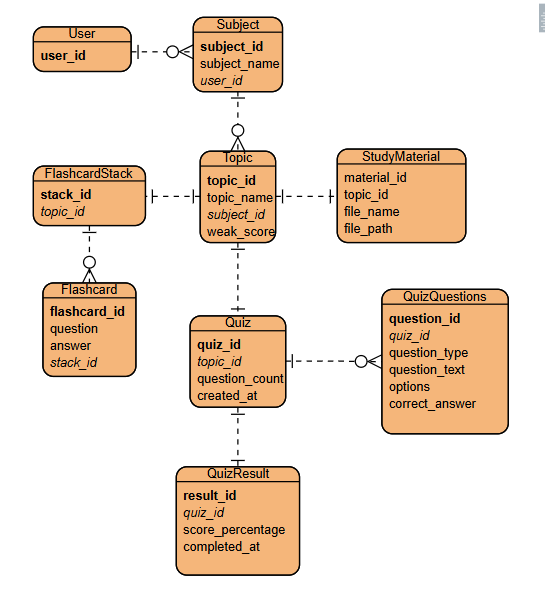 User
user_id
Subject
subject_id
subject_name
user_id
FlashcardStack
stack_id
topic_id
Topic
topic_id
topic_name
subject_id
weak_score
StudyMaterial
material_id
topic_id
file_name
file_path
Flashcard
flashcard_id
question
answer
stack_id
Quiz
quiz_id
topic_id
question_count
created_at
QuizQuestions
question_id
quiz_id
question_type
question_text
options
correct_answer
QuizResult
result_id
quiz_id
score_percentage
completed_at